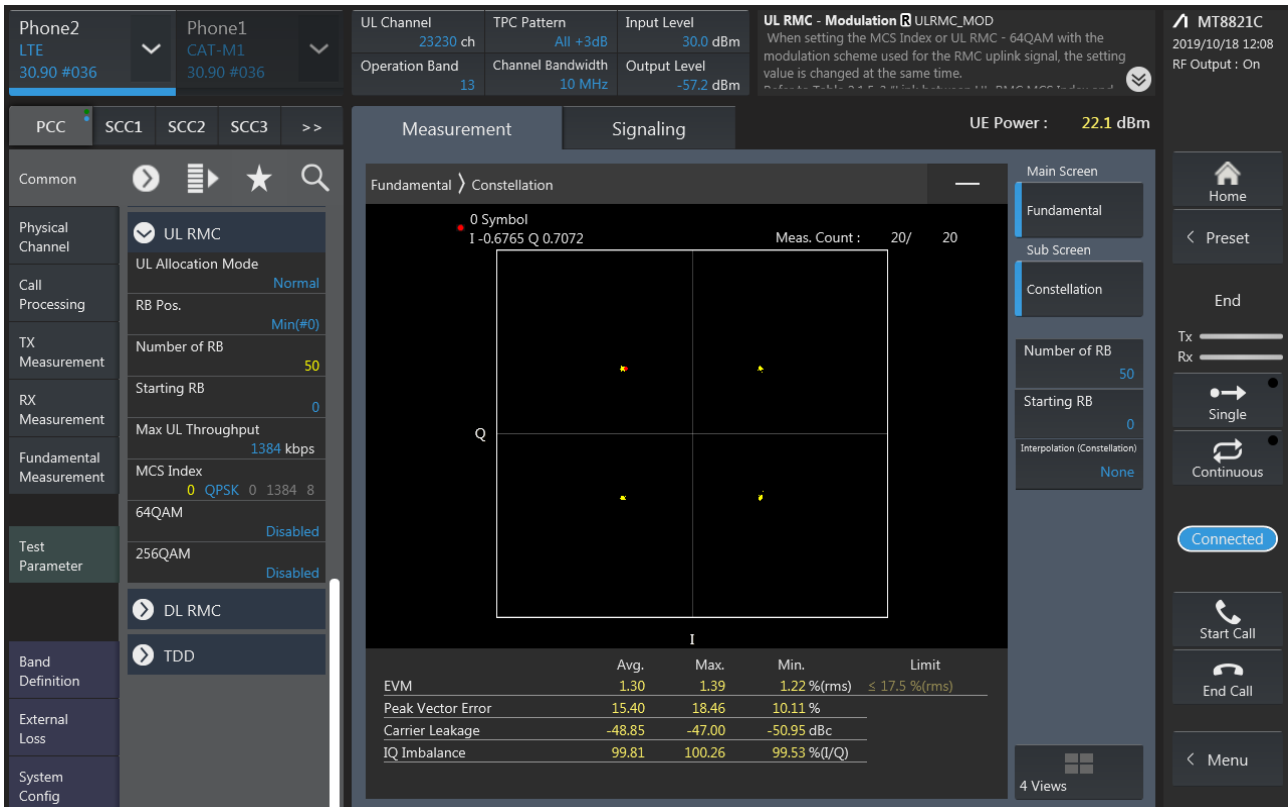 Phone2
LTE
30.90 #036
Phone1
CAT-M1
30.90 #036
UL Channel
23230 ch
TPC Pattern
All +3dB
Input Level
30.0 dBm
Operation Band
13
Channel Bandwidth
10 MHz
Output Level
-57.2 dBm
UL RMC - Modulation R ULRMC_MOD
When setting the MCS Index or UL RMC - 64QAM with the
modulation scheme used for the RMC uplink signal, the setting
value is changed at the same time.
MT8821C
2019/10/18 12:08
RF Output : On
PCC SCC1 SCC2 SCC3 >>
Measurement
Signaling
UE Power : 22.1 dBm
Common
Physical
Channel
Call
Processing
TX
Measurement
RX
Measurement
Fundamental
Measurement
Test
Parameter
Band
Definition
External
Loss
System
Config
UL RMC
UL Allocation Mode
Normal
RB Pos.
Min(#0)
Number of RB
50
Starting RB
0
Max UL Throughput
1384 kbps
MCS Index
0 QPSK 0 1384 8
64QAM
Disabled
256QAM
Disabled
DL RMC
TDD
Fundamental 〉 Constellation
0 Symbol
I -0.6765 Q 0.7072
Meas. Count : 20/ 20
Q
I
Avg. Max. Min. Limit
EVM 1.30 1.39 1.22 %(rms) ≤ 17.5 %(rms)
Peak Vector Error 15.40 18.46 10.11 %
Carrier Leakage -48.85 -47.00 -50.95 dBc
IQ Imbalance 99.81 100.26 99.53 %(I/Q)
Main Screen
Fundamental
Sub Screen
Constellation
Number of RB
50
Starting RB
0
Interpolation (Constellation)
None
4 Views
Home
< Preset
End
Tx
Rx
Single
Continuous
Connected
Start Call
End Call
< Menu